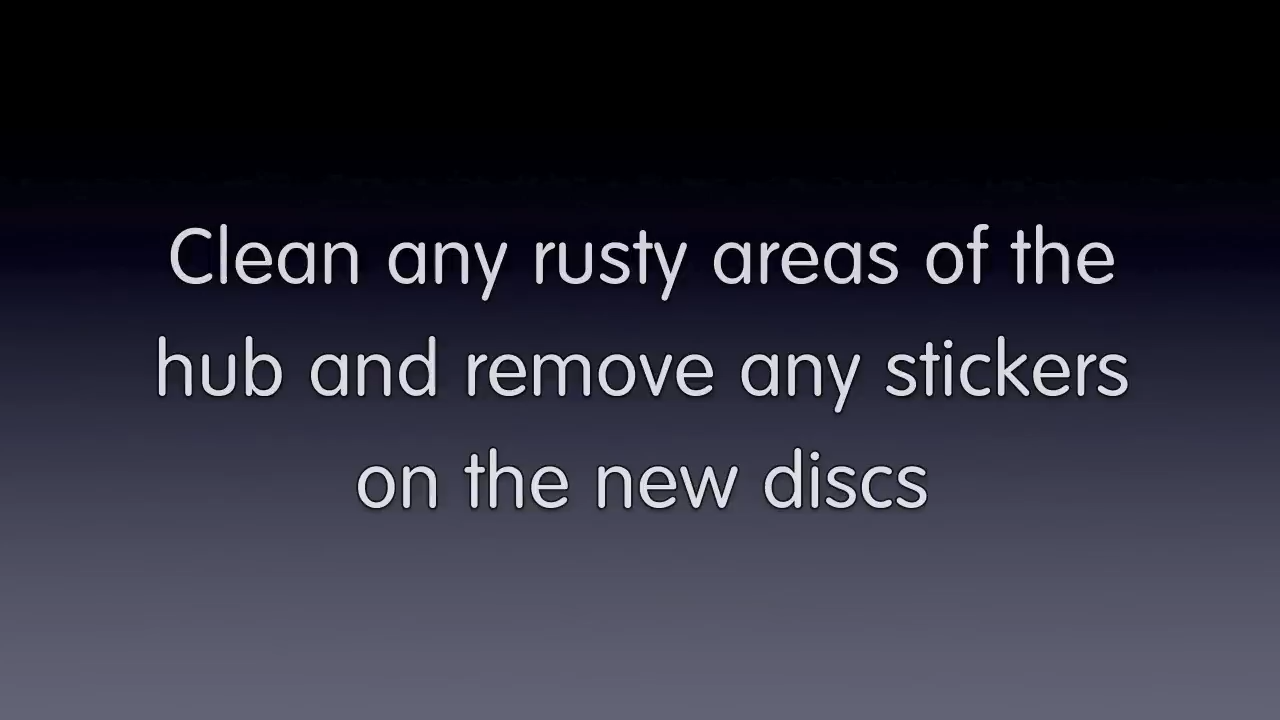 Clean any rusty areas of the
hub and remove any stickers
on the new discs